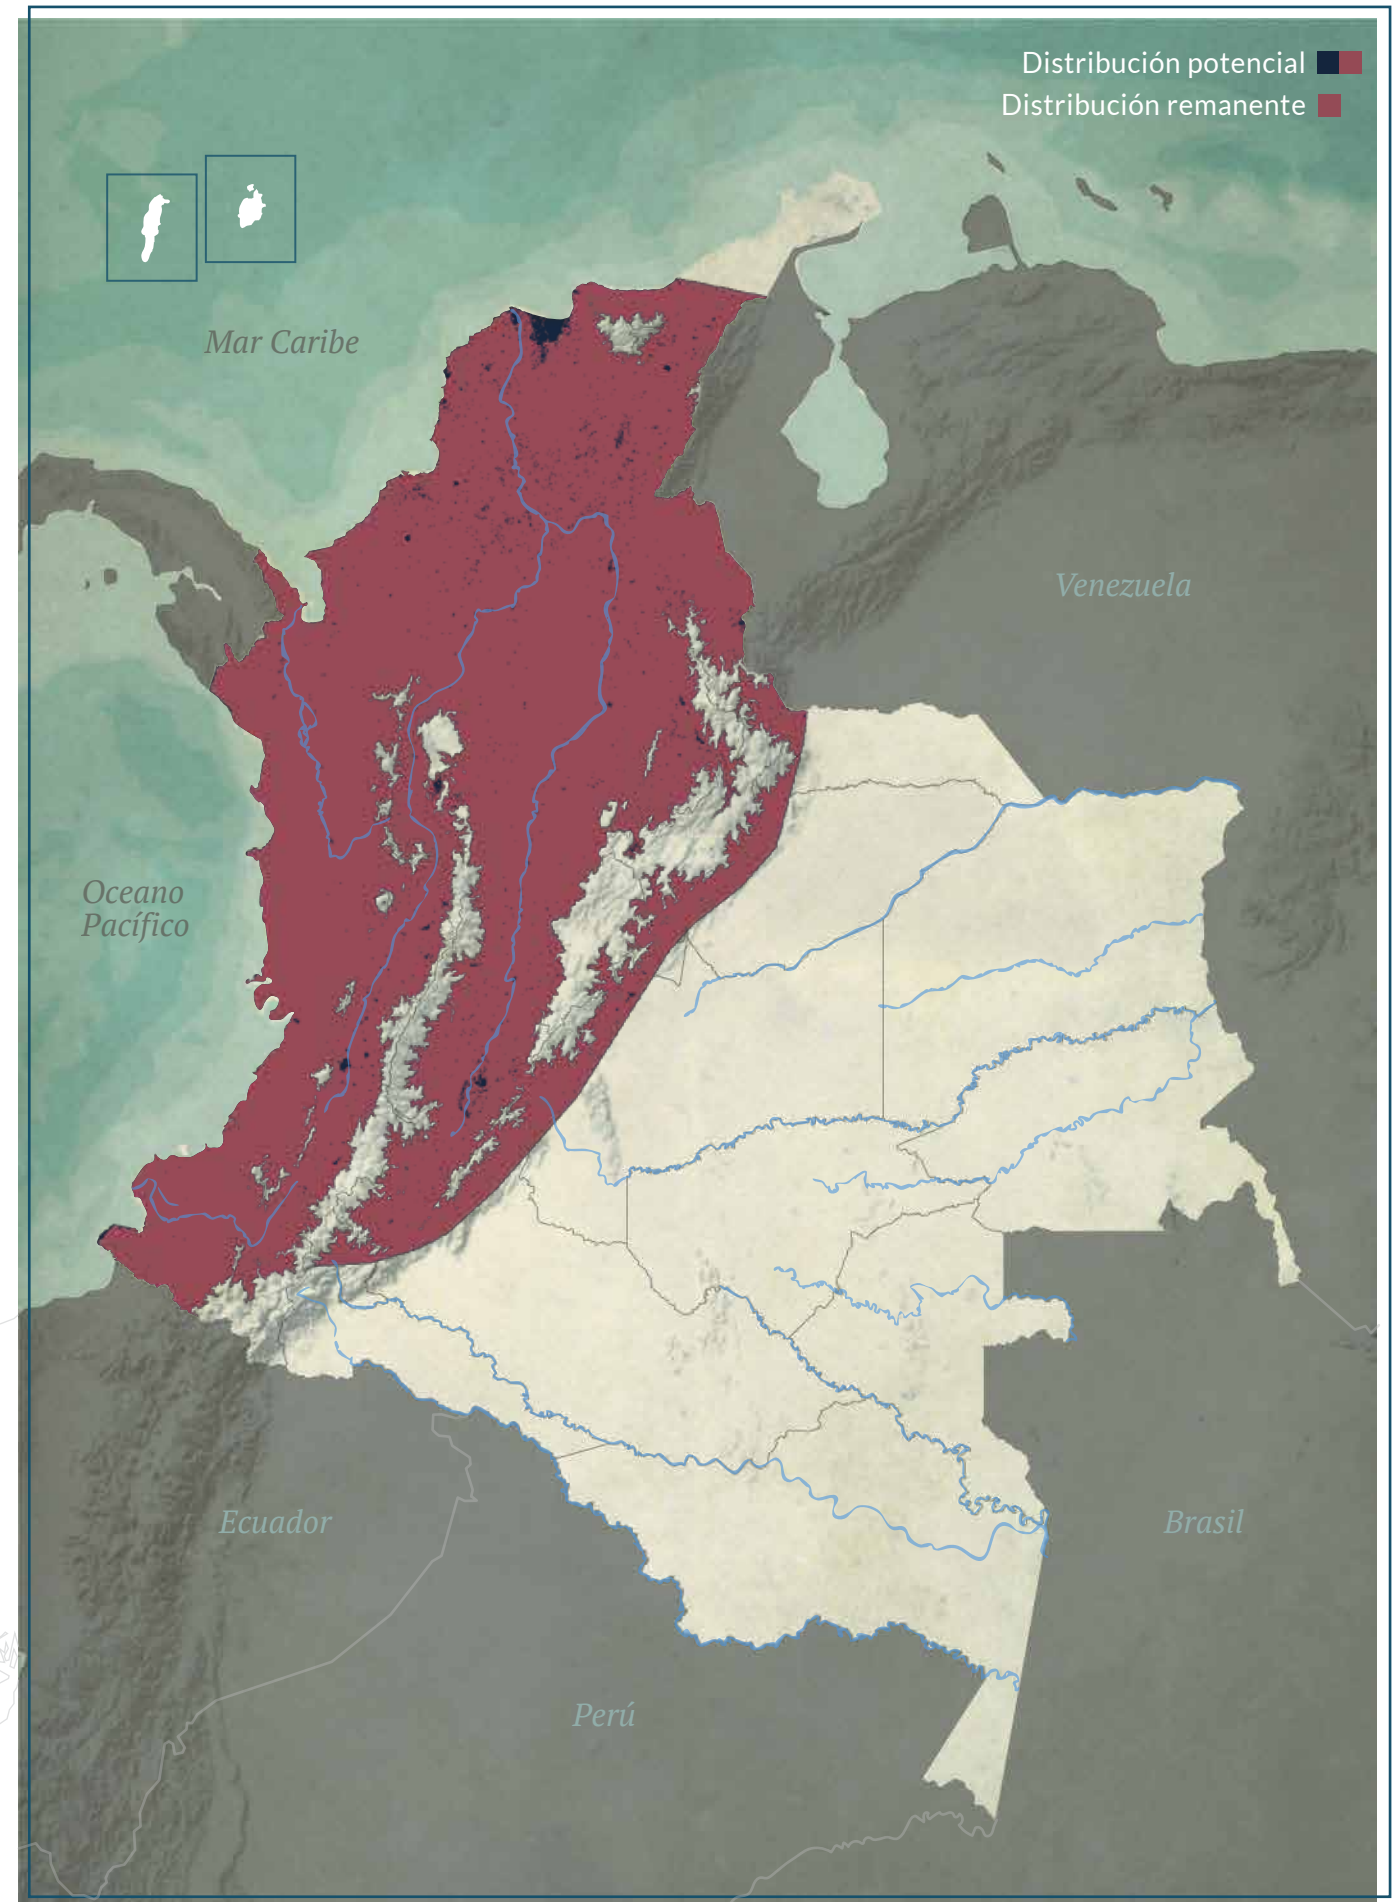 Distribución potencial
Distribución remanente
Mar Caribe
Venezuela
Oceano
Pacífico
Ecuador
Brasil
Perú